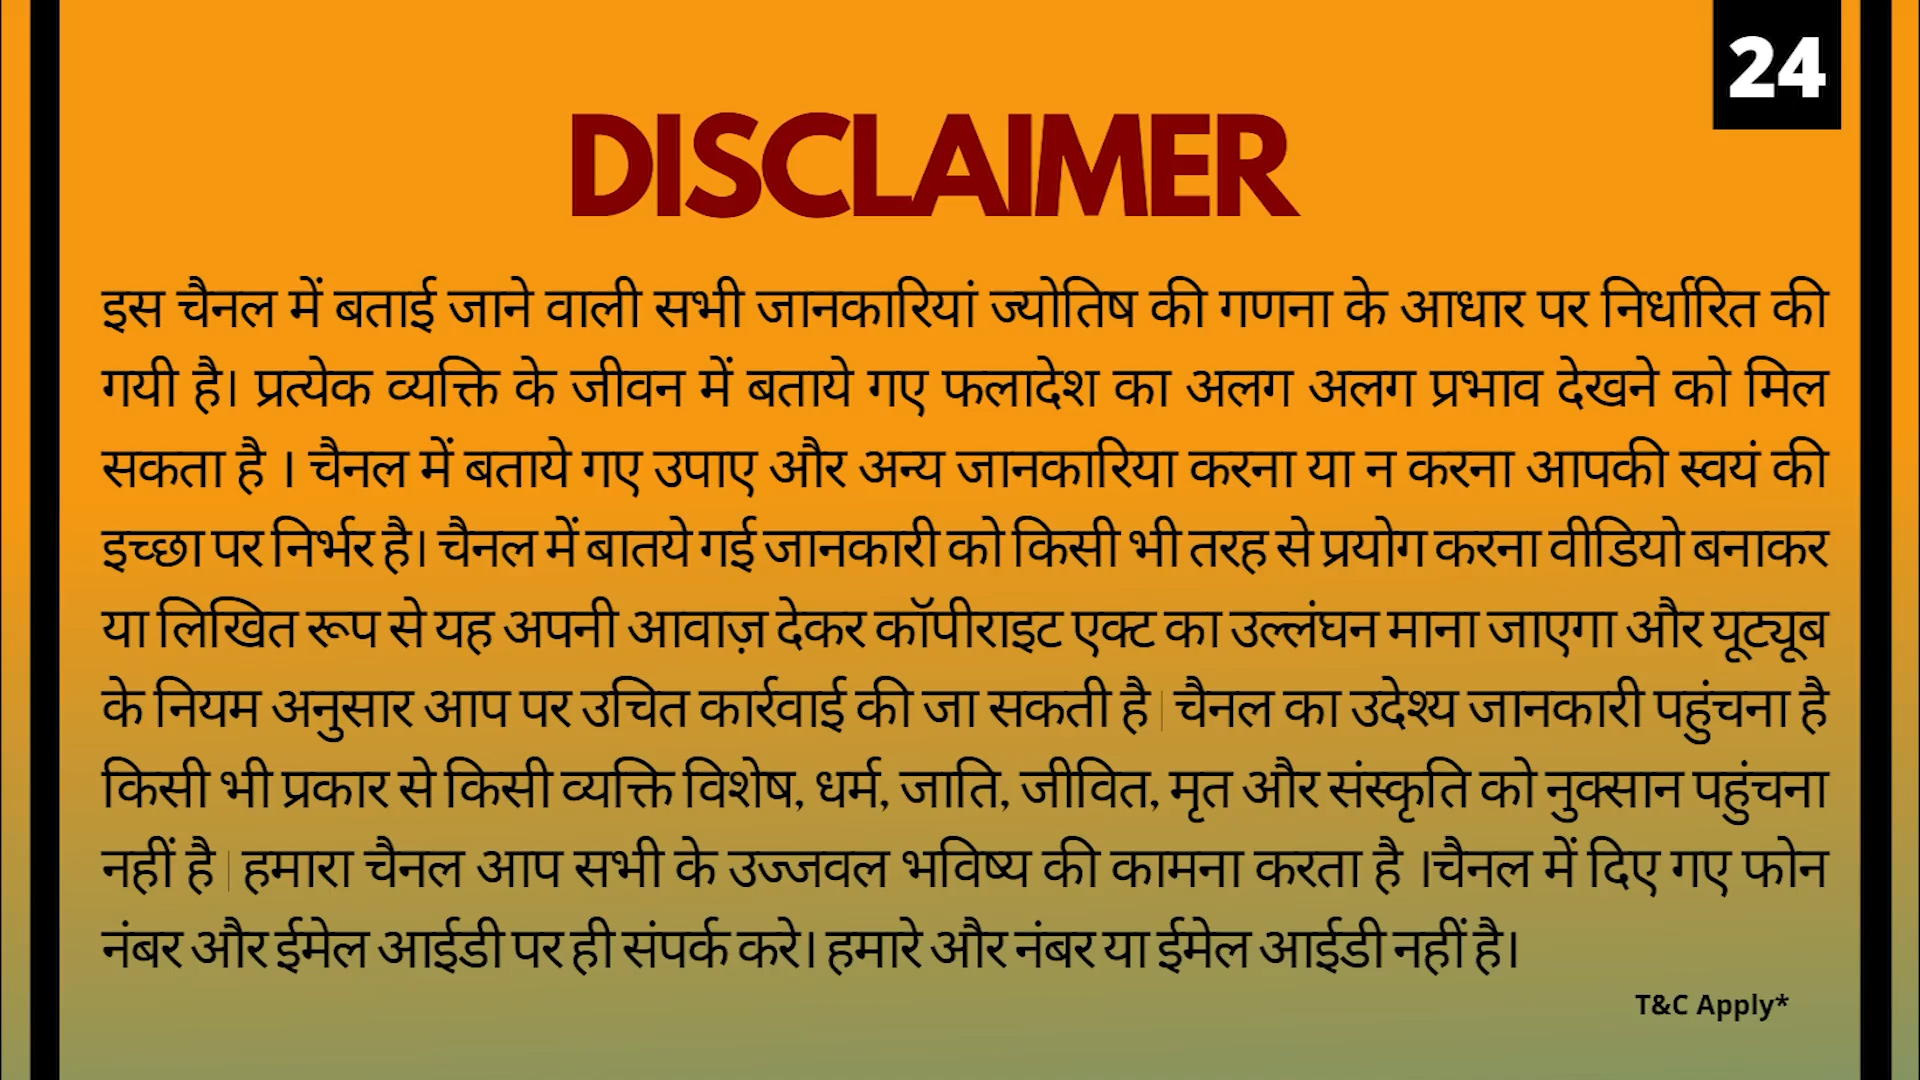 24
DISCLAIMER
इस चैनल में बताई जाने वाली सभी जानकारियां ज्योतिष की गणना के आधार पर निर्धारित की
गयी है। प्रत्येक व्यक्ति के जीवन में बताये गए फलादेश का अलग अलग प्रभाव देखने को मिल
सकता है । चैनल में बताये गए उपाए और अन्य जानकारिया करना या न करना आपकी स्वयं की
इच्छा पर निर्भर है। चैनल में बातये गई जानकारी को किसी भी तरह से प्रयोग करना वीडियो बनाकर
या लिखित रूप से यह अपनी आवाज़ देकर कॉपीराइट एक्ट का उल्लंघन माना जाएगा और यूट्यूब
के नियम अनुसार आप पर उचित कार्रवाई की जा सकती है | चैनल का उदेश्य जानकारी पहुंचना है
किसी भी प्रकार से किसी व्यक्ति विशेष, धर्म, जाति, जीवित, मृत और संस्कृति को नुक्सान पहुंचना
नहीं है | हमारा चैनल आप सभी के उज्जवल भविष्य की कामना करता है ।चैनल में दिए गए फोन
नंबर और ईमेल आईडी पर ही संपर्क करे। हमारे और नंबर या ईमेल आईडी नहीं है।
T&C Apply*